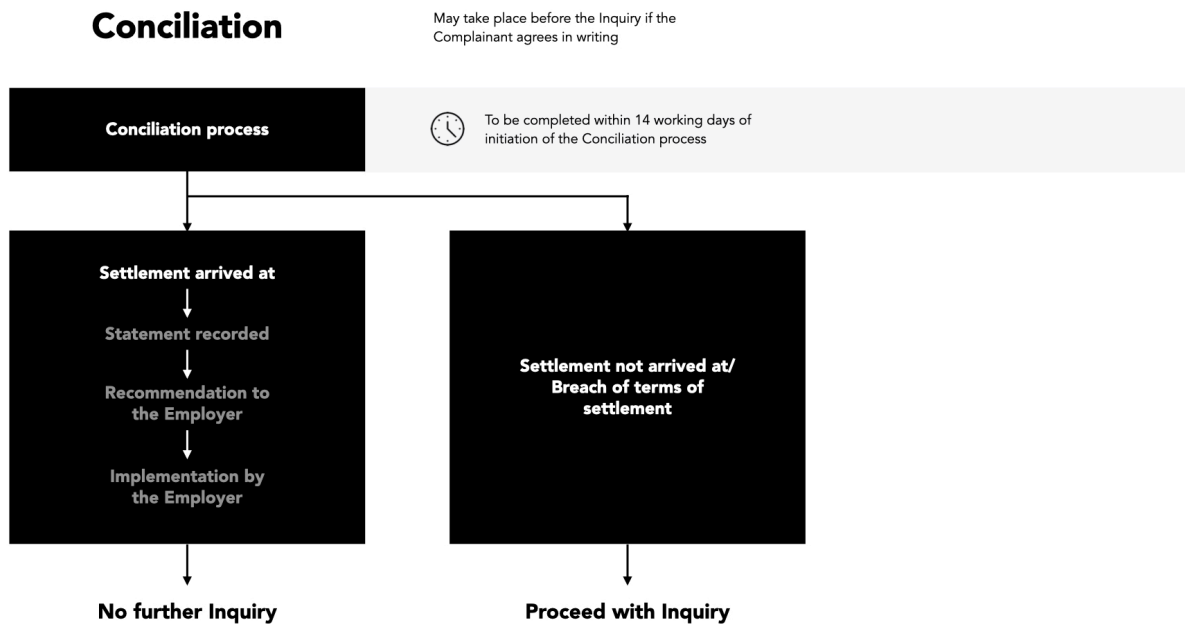 Conciliation
May take place before the Inquiry if the
Complainant agrees in writing
Conciliation process
To be completed within 14 working days of
initiation of the Conciliation process
Settlement arrived at
Statement recorded
Recommendation to
the Employer
Implementation by
the Employer
No further Inquiry
Settlement not arrived at/
Breach of terms of
settlement
Proceed with Inquiry